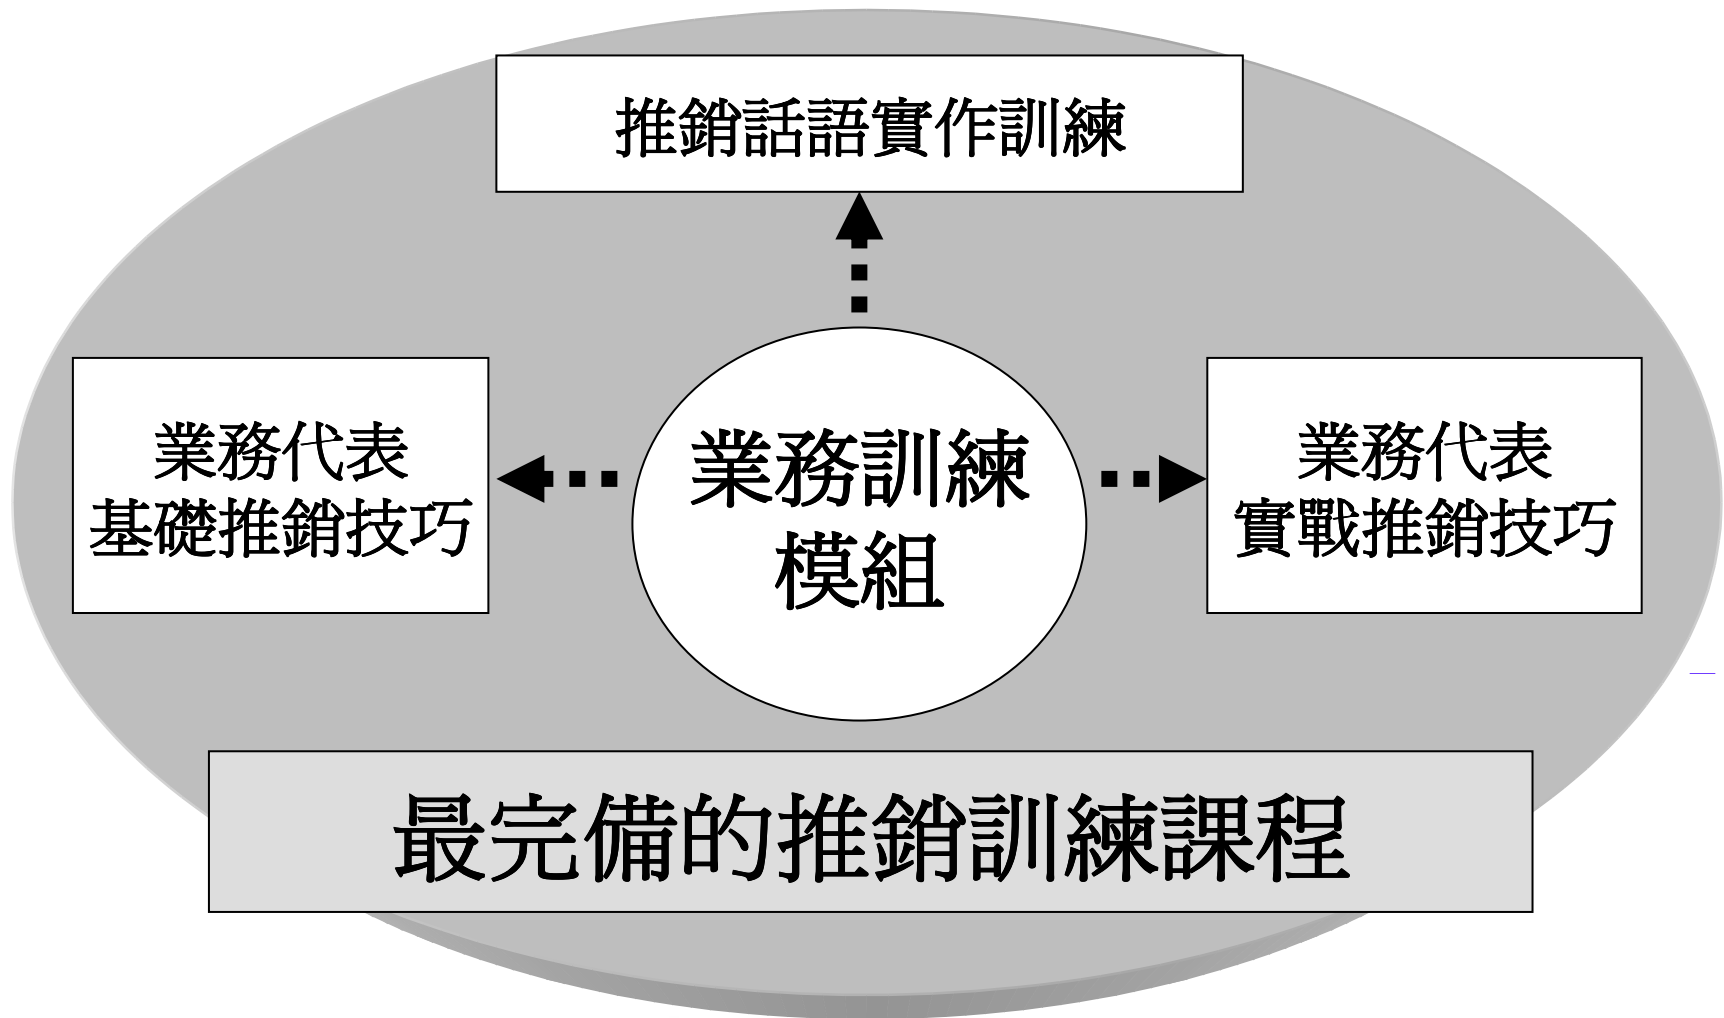 推銷話語實作訓練
業務代表
基礎推銷技巧
業務訓練
模組
業務代表
實戰推銷技巧
最完備的推銷訓練課程